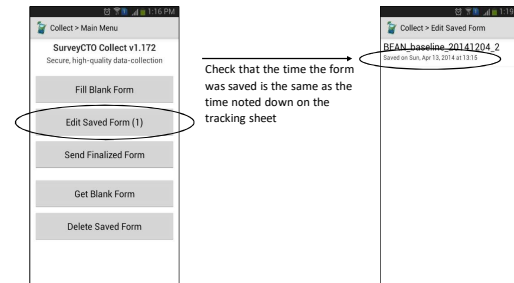 1:16 PM
Collect > Main Menu
SurveyCTO Collect v1.172
Secure, high-quality data-collection
Fill Blank Form
Edit Saved Form (1)
Send Finalized Form
Get Blank Form
Delete Saved Form
Check that the time the form
was saved is the same as the
time noted down on the
tracking sheet
1:19
Collect > Edit Saved Form
BEAN_baseline_20141204_2
Saved on Sun, Apr 13, 2014 at 13:15